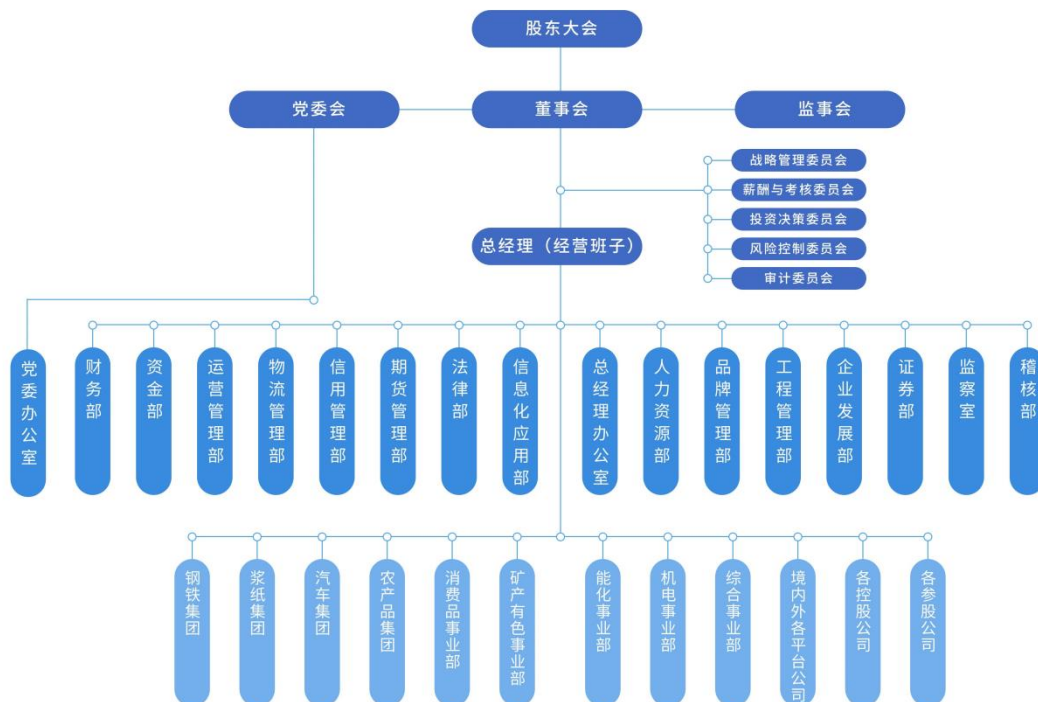 股东大会
党委会
董事会
监事会
战略管理委员会
薪酬与考核委员会
投资决策委员会
风险控制委员会
审计委员会
总经理（经营班子）
党委办公室
财务部
资金部
运营管理部
物流管理部
信用管理部
期货管理部
法律部
信息化应用部
总经理办公室
人力资源部
品牌管理部
工程管理部
企业发展部
证券部
监察室
稽核部
钢铁集团
浆纸集团
汽车集团
农产品集团
消费品事业部
矿产有色事业部
能化事业部
机电事业部
综合事业部
境内外各平台公司
各控股公司
各参股公司